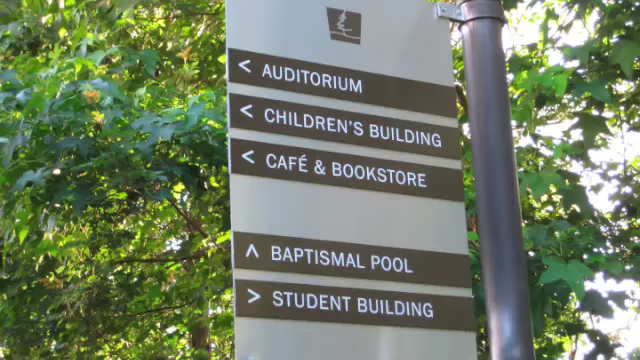 < AUDITORIUM
< CHILDREN'S BUILDING
< CAFÉ & BOOKSTORE
^ BAPTISMAL POOL
> STUDENT BUILDING